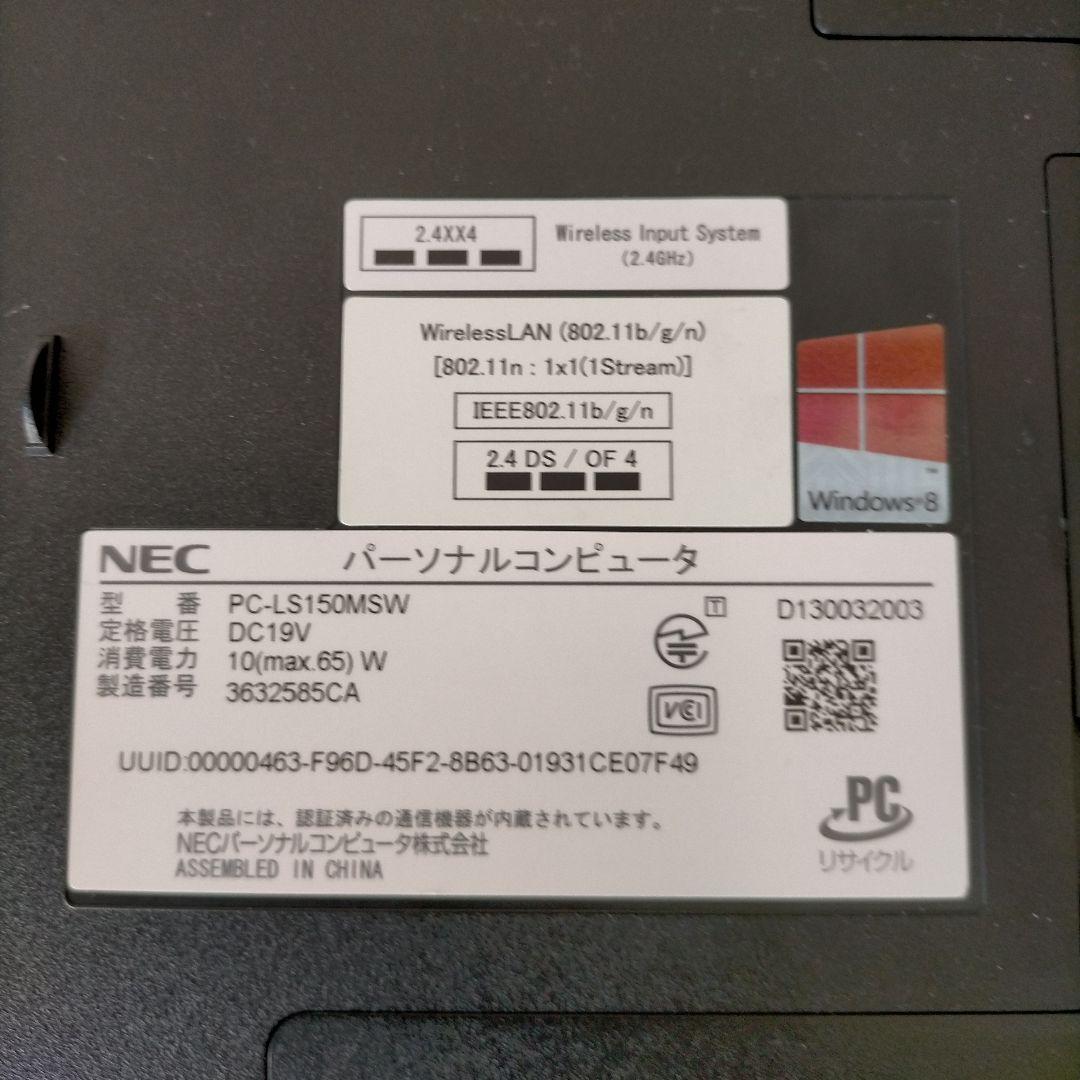 2.4XX4
Wireless Input System
(2.4GHz)
WirelessLAN (802.11b/g/n)
[802.11n : 1x1(1Stream)]
IEEE802.11b/g/n
2.4 DS / OF 4
Windows®8
™
NEC パーソナルコンピュータ
型 番 PC-LS150MSW
定格電圧 DC19V
消費電力 10(max.65) W
製造番号 3632585CA
T
D130032003
VCI
UUID:00000463-F96D-45F2-8B63-01931CE07F49
本製品には、認証済みの通信機器が内蔵されています。
NECパーソナルコンピュータ株式会社
ASSEMBLED IN CHINA
PC
リサイクル